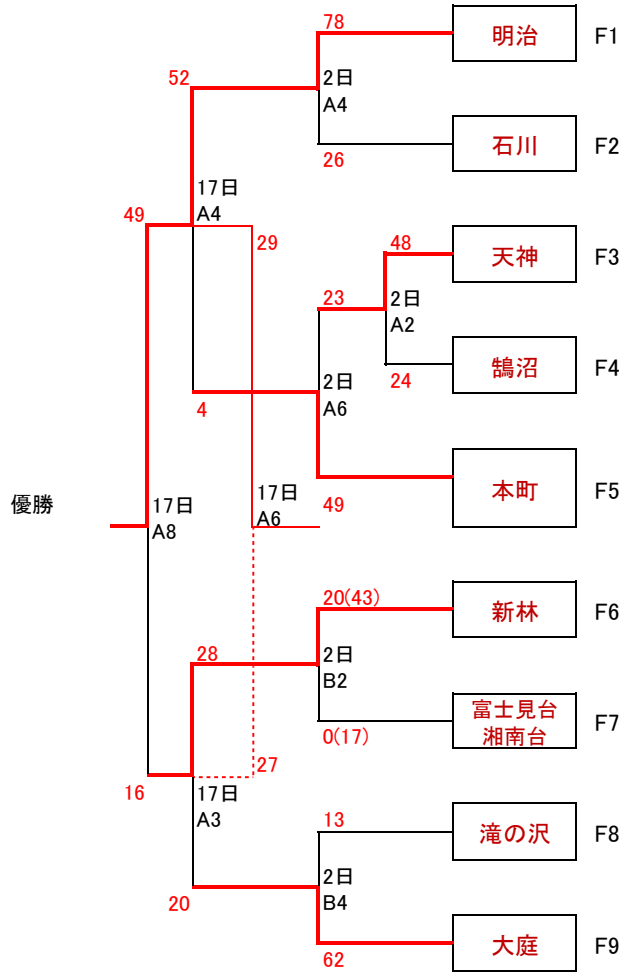 78
明治 F1
52
2日
A4
石川 F2
26
17日
A4
49
29
48
天神 F3
23
2日
A2
鵠沼 F4
24
2日
A6
4
本町 F5
49
17日
A6
優勝
17日
A8
20(43)
新林 F6
28
2日
B2
富士見台
湘南台
F7
0(17)
27
16
17日
A3
13
滝の沢 F8
2日
B4
20
大庭 F9
62